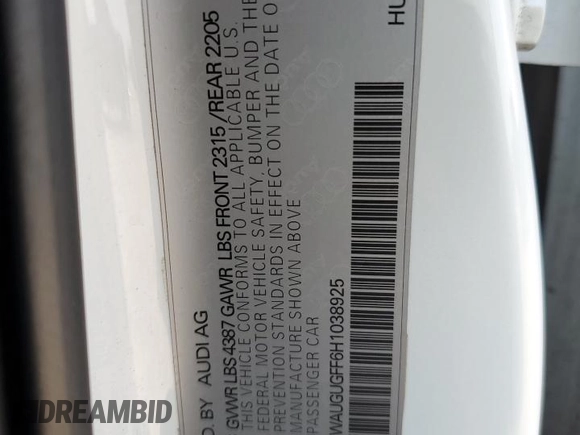 D. BY AUDI AG
GVWR LBS 4387 GAWR LBS FRONT 2315 / REAR 2205
THIS VEHICLE CONFORMS TO ALL APPLICABLE U.S.
FEDERAL MOTOR VEHICLE SAFETY, BUMPER AND THE
PREVENTION STANDARDS IN EFFECT ON THE DATE O
MANUFACTURE SHOWN ABOVE
PASSENGER CAR
WAUGUGFF6H1038925
HU
IDREAMBID